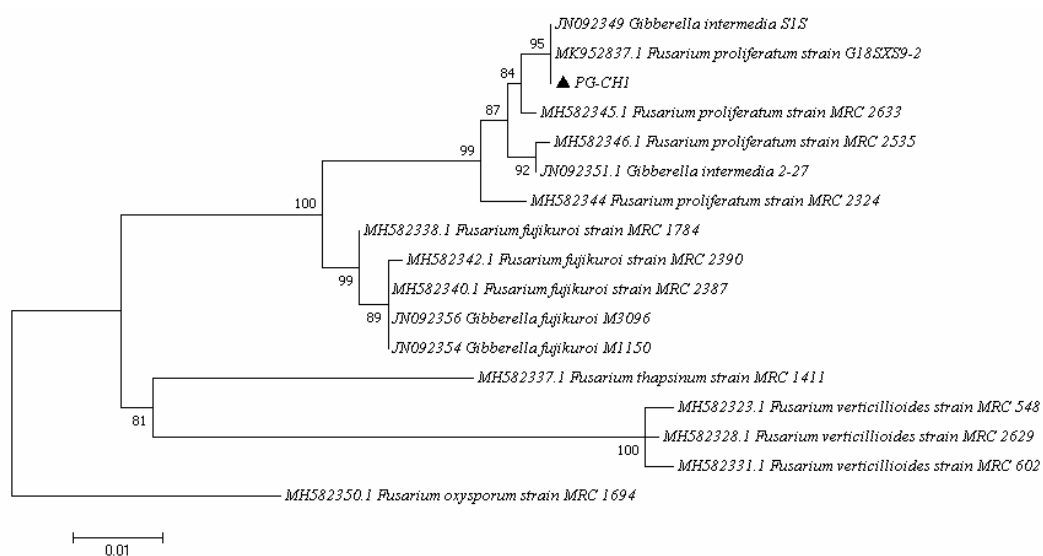 JN092349 Gibberella intermedia S1S
95
MK952837.1 Fusarium proliferatum strain G18SXS9-2
84
▲ PG-CH1
87
MH582345.1 Fusarium proliferatum strain MRC 2633
MH582346.1 Fusarium proliferatum strain MRC 2535
99
92
JN092351.1 Gibberella intermedia 2-27
100
MH582344 Fusarium proliferatum strain MRC 2324
MH582338.1 Fusarium fujikuroi strain MRC 1784
99
MH582342.1 Fusarium fujikuroi strain MRC 2390
MH582340.1 Fusarium fujikuroi strain MRC 2387
89
JN092356 Gibberella fujikuroi M3096
JN092354 Gibberella fujikuroi M1150
MH582337.1 Fusarium thapsinum strain MRC 1411
81
MH582323.1 Fusarium verticillioides strain MRC 548
MH582328.1 Fusarium verticillioides strain MRC 2629
100
MH582331.1 Fusarium verticillioides strain MRC 602
MH582350.1 Fusarium oxysporum strain MRC 1694
0.01